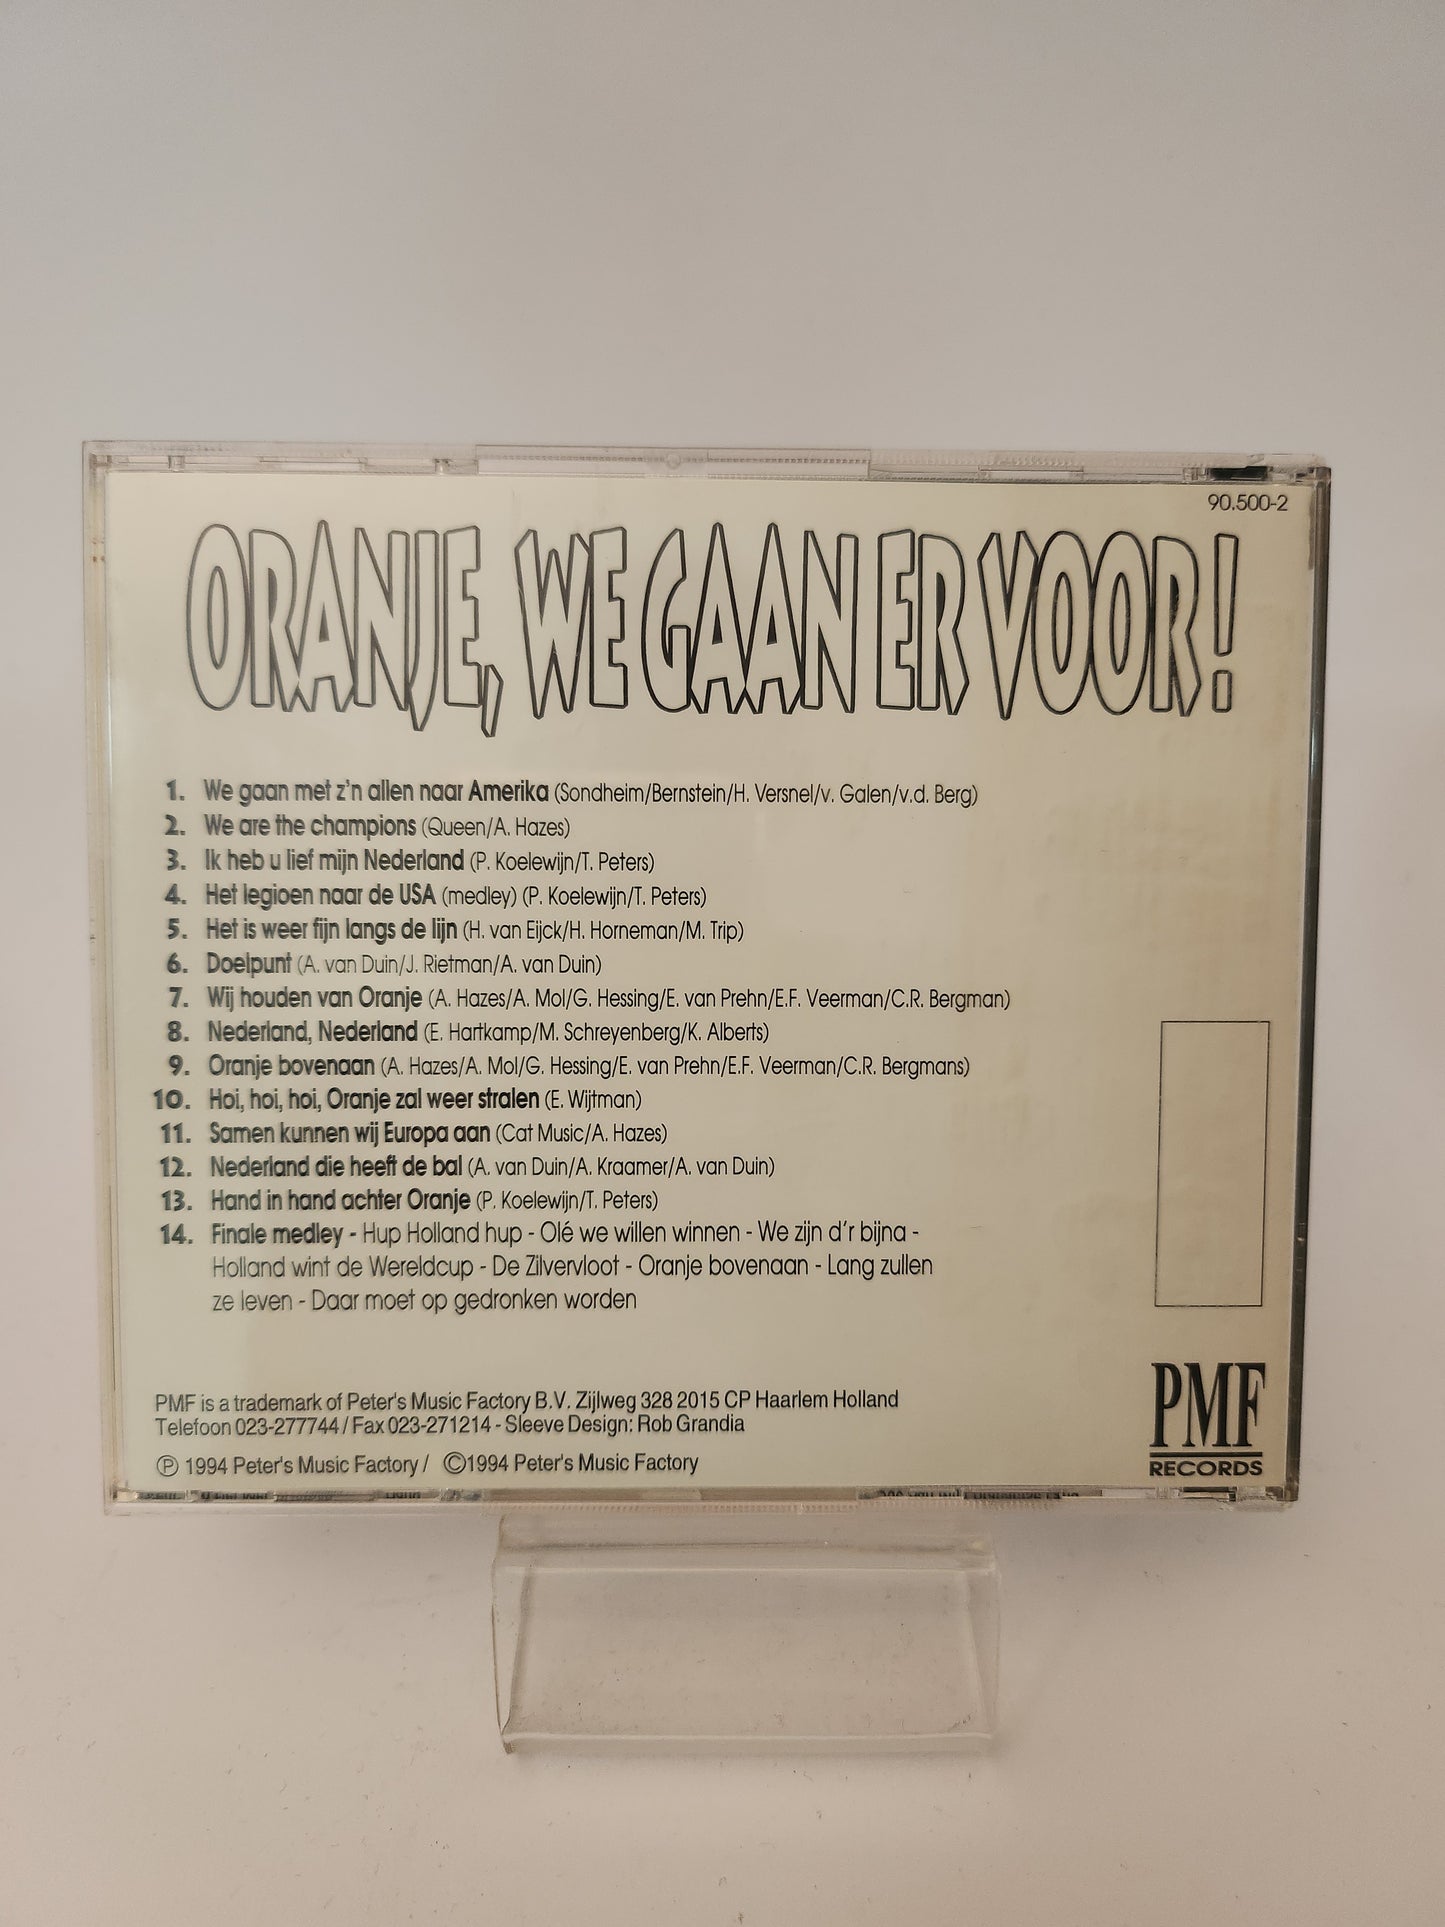 90.500-2
ORANJE, WE GAAN ER VOOR!
1. We gaan met z'n allen naar Amerika (Sondheim/Bernstein/H. Versnel/v. Galen/v.d. Berg)
2. We are the champions (Queen/A. Hazes)
3. Ik heb u lief mijn Nederland (P. Koelewijn/T. Peters)
4. Het legioen naar de USA (medley) (P. Koelewijn/T. Peters)
5. Het is weer fijn langs de lijn (H. van Eijck/H. Horneman/M. Trip)
6. Doelpunt (A. van Duin/J. Rietman/A. van Duin)
7. Wij houden van Oranje (A. Hazes/A. Mol/G. Hessing/E. van Prehn/E.F. Veerman/C.R. Bergman)
8. Nederland, Nederland (E. Hartkamp/M. Schreyenberg/K. Alberts)
9. Oranje bovenaan (A. Hazes/A. Mol/G. Hessing/E. van Prehn/E.F. Veerman/C.R. Bergmans)
10. Hoi, hoi, hoi, Oranje zal weer stralen (E. Wijtman)
11. Samen kunnen wij Europa aan (Cat Music/A. Hazes)
12. Nederland die heeft de bal (A. van Duin/A. Kraamer/A. van Duin)
13. Hand in hand achter Oranje (P. Koelewijn/T. Peters)
14. Finale medley - Hup Holland hup - Olé we willen winnen - We zijn d'r bijna -
Holland wint de Wereldcup - De Zilvervloot - Oranje bovenaan - Lang zullen
ze leven - Daar moet op gedronken worden
PMF is a trademark of Peter's Music Factory B.V. Zijlweg 328 2015 CP Haarlem Holland
Telefoon 023-277744 / Fax 023-271214 - Sleeve Design: Rob Grandia
℗ 1994 Peter's Music Factory / ©1994 Peter's Music Factory
PMF
RECORDS